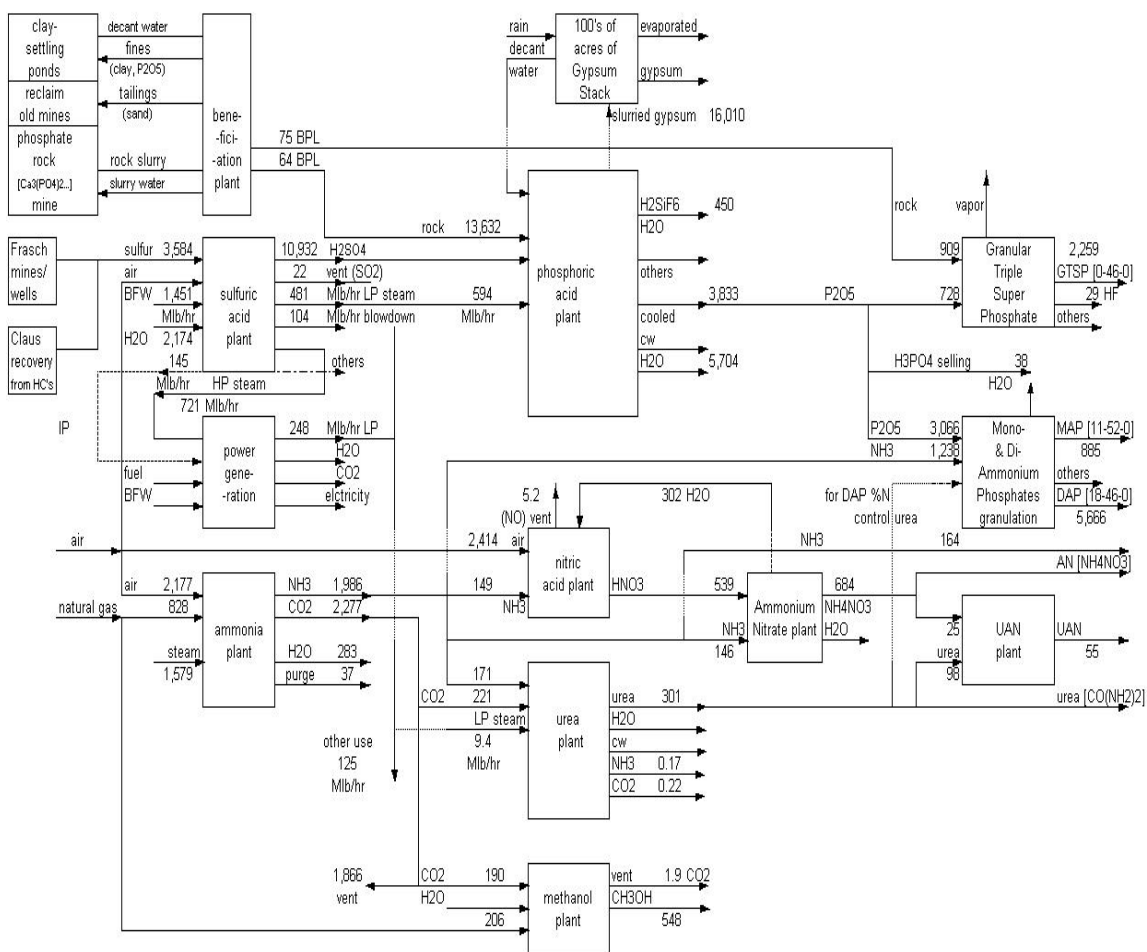 clay-
settling
ponds
reclaim
old mines
phosphate
rock
[Ca3(PO4)2...]
mine
decant water
fines
(clay, P2O5)
tailings
(sand)
rock slurry
slurry water
bene-
-fici-
-ation
plant
75 BPL
64 BPL
rain
decant
water
100's of
acres of
Gypsum
Stack
evaporated
gypsum
slurried gypsum 16,010
Frasch
mines/
wells
Claus
recovery
from HC's
sulfur 3,584
air
BFW 1,451
Mlb/hr
H2O 2,174
sulfuric
acid
plant
10,932 H2SO4
22 vent (SO2)
481 Mlb/hr LP steam
104 Mlb/hr blowdown
594
Mlb/hr
145
Mlb/hr
others
HP steam
721 Mlb/hr
IP
fuel
BFW
power
gene-
-ration
248 Mlb/hr LP
H2O
CO2
elctricity
rock 13,632
phosphoric
acid
plant
H2SiF6 450
H2O
others
3,833 P2O5
cooled
cw
H2O 5,704
rock
vapor
909
728
Granular
Triple
Super
Phosphate
2,259
GTSP [0-46-0]
29 HF
others
H3PO4 selling 38
H2O
P2O5 3,066
NH3 1,238
for DAP %N
control urea
Mono-
& Di-
Ammonium
Phosphates
granulation
MAP [11-52-0]
885
others
DAP [18-46-0]
5,666
air
2,414 air
5.2
(NO) vent
302 H2O
nitric
acid plant
149
NH3
HNO3 539
NH3
146
Ammonium
Nitrate plant
684
NH4NO3
H2O
NH3 164
AN [NH4NO3]
25
urea
98
UAN
plant
UAN
55
urea [CO(NH2)2]
air 2,177
natural gas 828
steam
1,579
ammonia
plant
NH3 1,986
CO2 2,277
H2O 283
purge 37
171
CO2 221
LP steam
9.4
Mlb/hr
other use
125
Mlb/hr
urea
plant
urea 301
H2O
cw
NH3 0.17
CO2 0.22
1,866
vent
CO2 190
H2O
206
methanol
plant
vent 1.9 CO2
CH3OH
548